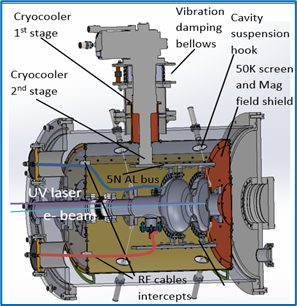 Cryocooler
1st stage
Vibration
damping
bellows
Cavity
suspension
hook
Cryocooler
2nd stage
50K screen
and Mag
field shield
5N AL bus
UV laser
e- beam
RF cables
intercepts